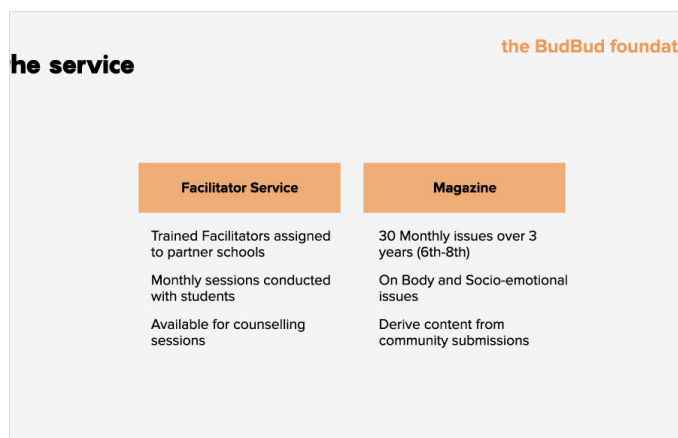 the BudBud foundat
he service
Facilitator Service
Trained Facilitators assigned
to partner schools
Monthly sessions conducted
with students
Available for counselling
sessions
Magazine
30 Monthly issues over 3
years (6th-8th)
On Body and Socio-emotional
issues
Derive content from
community submissions